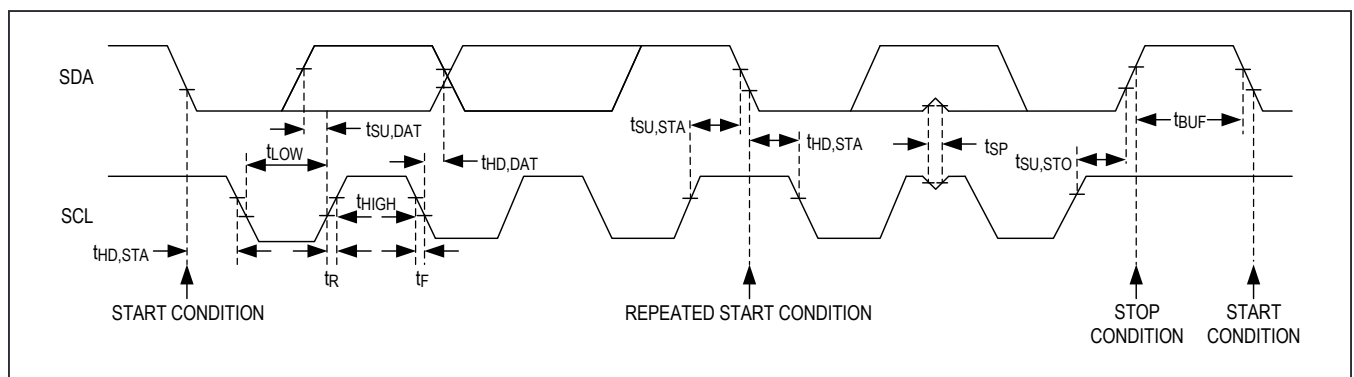 SDA
tSU,DAT
tSU,STA
tHD,STA
tSP
tBUF
tLOW
tHD,DAT
tSU,STO
SCL
tHIGH
tHD,STA
tR
tF
START CONDITION
REPEATED START CONDITION
STOP
CONDITION
START
CONDITION